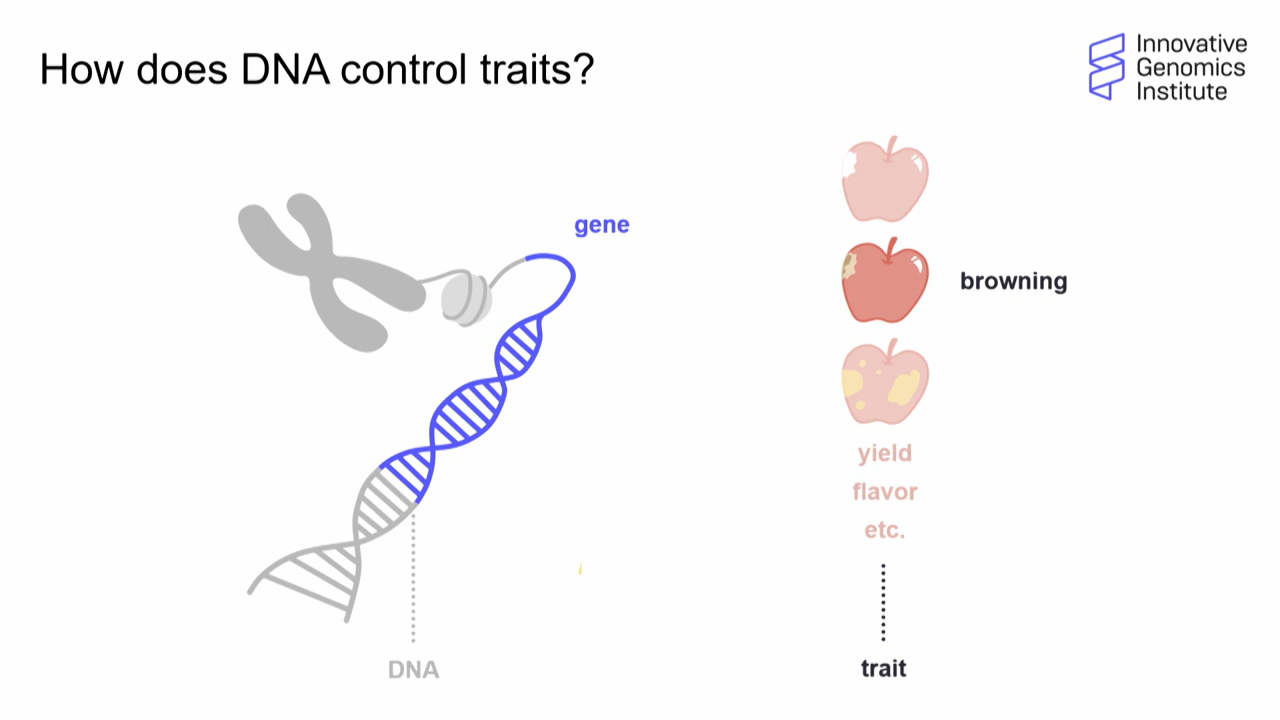 How does DNA control traits?
Innovative
Genomics
Institute
gene
browning
yield
flavor
etc.
DNA
trait